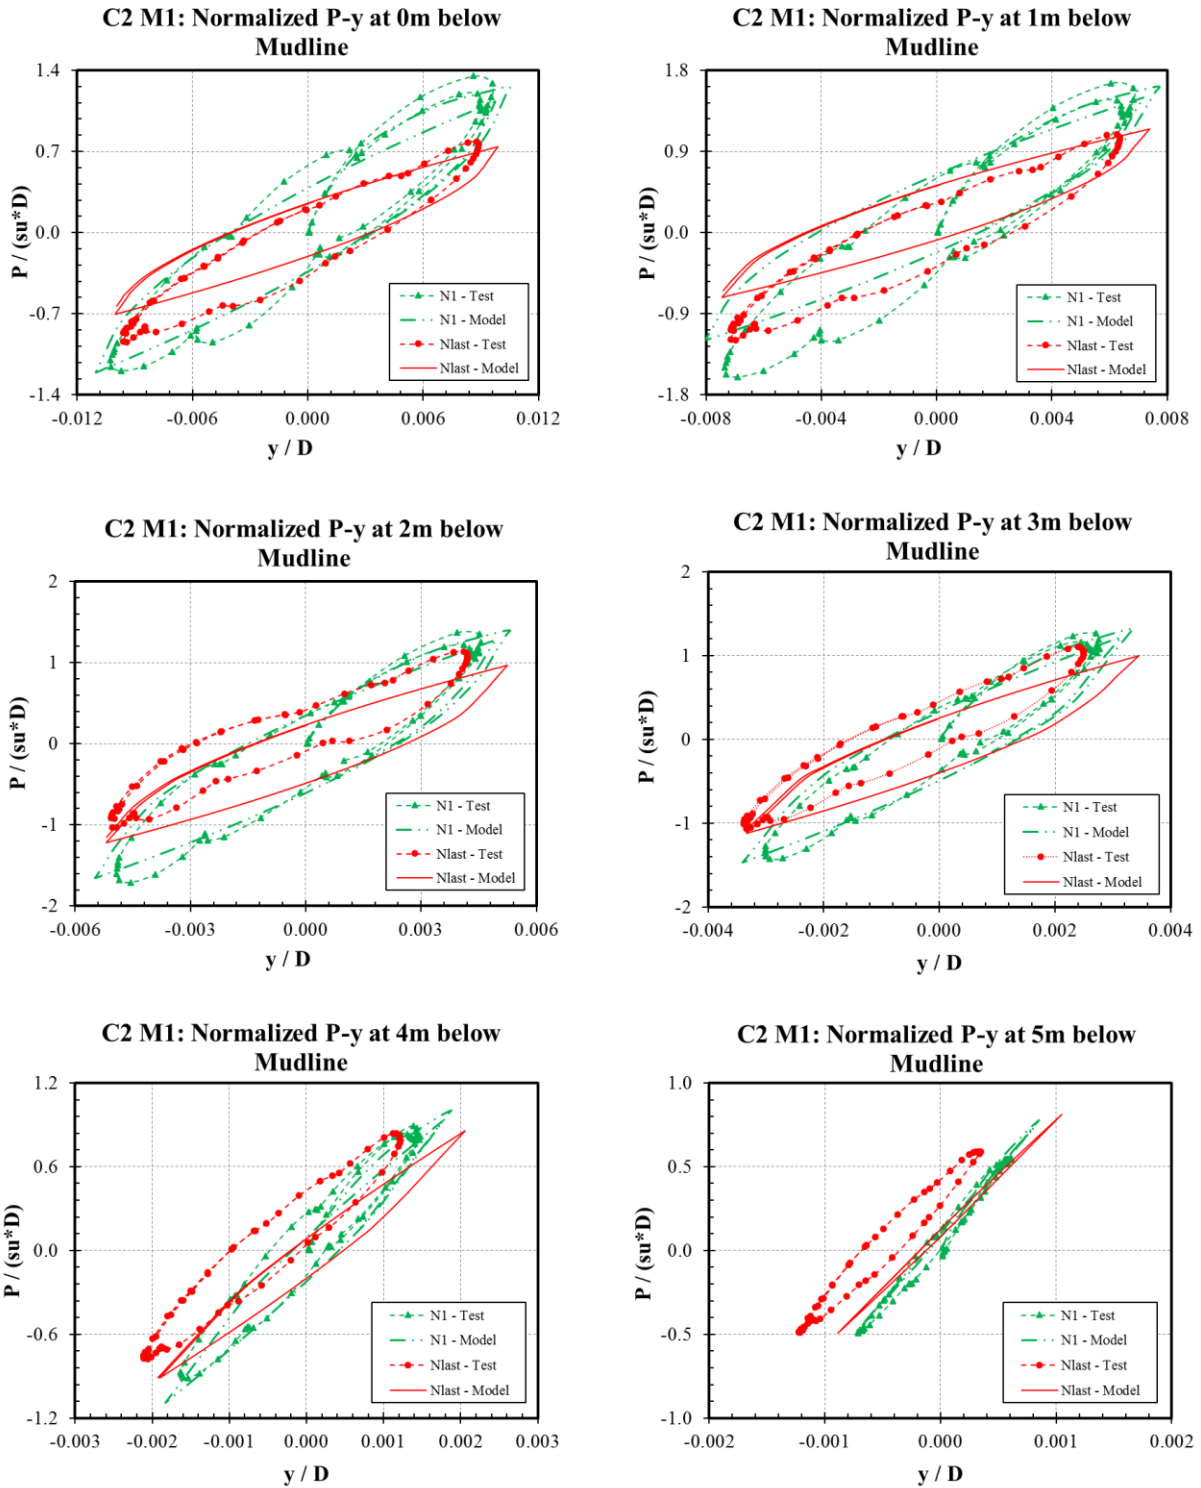 C2 M1: Normalized P-y at 0m below
Mudline
1.4
0.7
0.0
-0.7
-1.4
P / (su*D)
-0.012
-0.006
0.000
0.006
0.012
y / D
N1 - Test
N1 - Model
Nlast - Test
Nlast - Model
C2 M1: Normalized P-y at 1m below
Mudline
1.8
0.9
0.0
-0.9
-1.8
P / (su*D)
-0.008
-0.004
0.000
0.004
0.008
y / D
N1 - Test
N1 - Model
Nlast - Test
Nlast - Model
C2 M1: Normalized P-y at 2m below
Mudline
2
1
0
-1
-2
P / (su*D)
-0.006
-0.003
0.000
0.003
0.006
y / D
N1 - Test
N1 - Model
Nlast - Test
Nlast - Model
C2 M1: Normalized P-y at 3m below
Mudline
2
1
0
-1
-2
P / (su*D)
-0.004
-0.002
0.000
0.002
0.004
y / D
N1 - Test
N1 - Model
Nlast - Test
Nlast - Model
C2 M1: Normalized P-y at 4m below
Mudline
1.2
0.6
0.0
-0.6
-1.2
P / (su*D)
-0.003
-0.002
-0.001
0.000
0.001
0.002
0.003
y / D
N1 - Test
N1 - Model
Nlast - Test
Nlast - Model
C2 M1: Normalized P-y at 5m below
Mudline
1.0
0.5
0.0
-0.5
-1.0
P / (su*D)
-0.002
-0.001
0.000
0.001
0.002
y / D
N1 - Test
N1 - Model
Nlast - Test
Nlast - Model